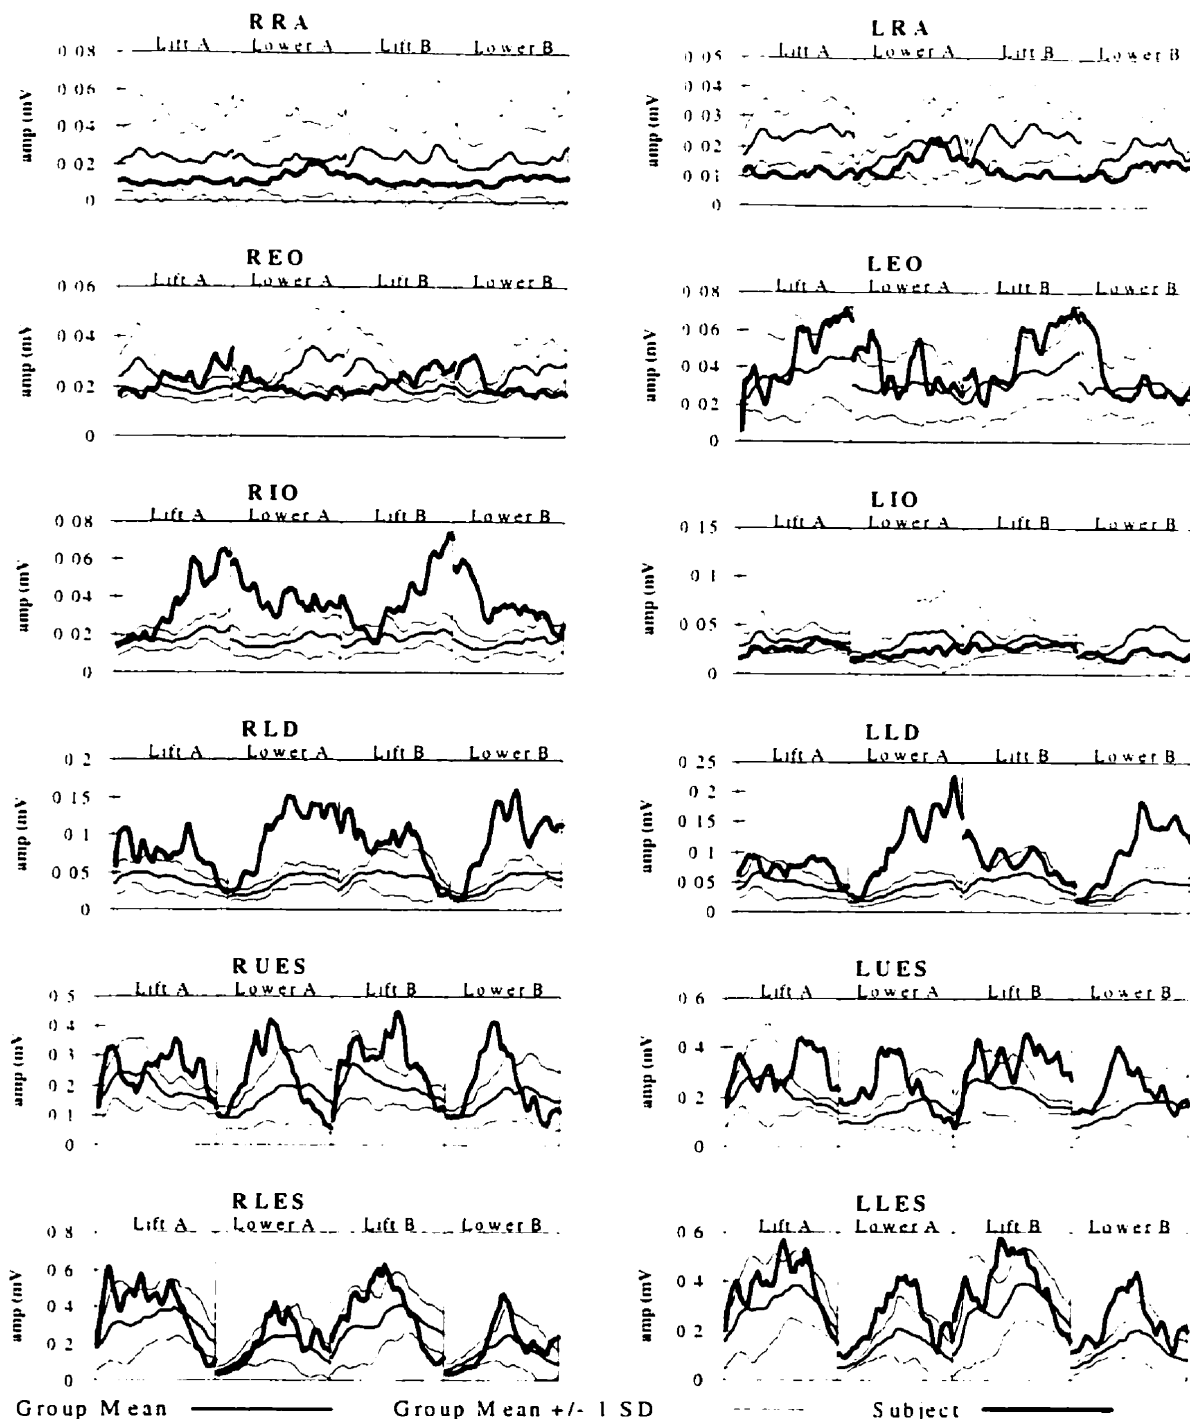 RRA
Lift A Lower A Lift B Lower B
0 08
0 06
0 04
0 02
0
amp (mV
LRA
Lift A Lower A Lift B Lower B
0 05
0 04
0 03
0 02
0 01
0
amp (mV
REO
Lift A Lower A Lift B Lower B
0 06
0 04
0 02
0
amp (mV
LEO
Lift A Lower A Lift B Lower B
0 08
0 06
0 04
0 02
0
amp (mV
RIO
Lift A Lower A Lift B Lower B
0 08
0 06
0 04
0 02
0
amp (mV
LIO
Lift A Lower A Lift B Lower B
0 15
0 1
0 05
0
amp (mV
RLD
Lift A Lower A Lift B Lower B
0 2
0 15
0 1
0 05
0
amp (mV
LLD
Lift A Lower A Lift B Lower B
0 25
0 2
0 15
0 1
0 05
0
amp (mV
RUES
Lift A Lower A Lift B Lower B
0 5
0 4
0 3
0 2
0 1
0
amp (mV
LUES
Lift A Lower A Lift B Lower B
0 6
0 4
0 2
0
amp (mV
RLES
Lift A Lower A Lift B Lower B
0 8
0 6
0 4
0 2
0
amp (mV
LLES
Lift A Lower A Lift B Lower B
0 6
0 4
0 2
0
amp (mV
Group Mean Group Mean +/- 1 SD Subject